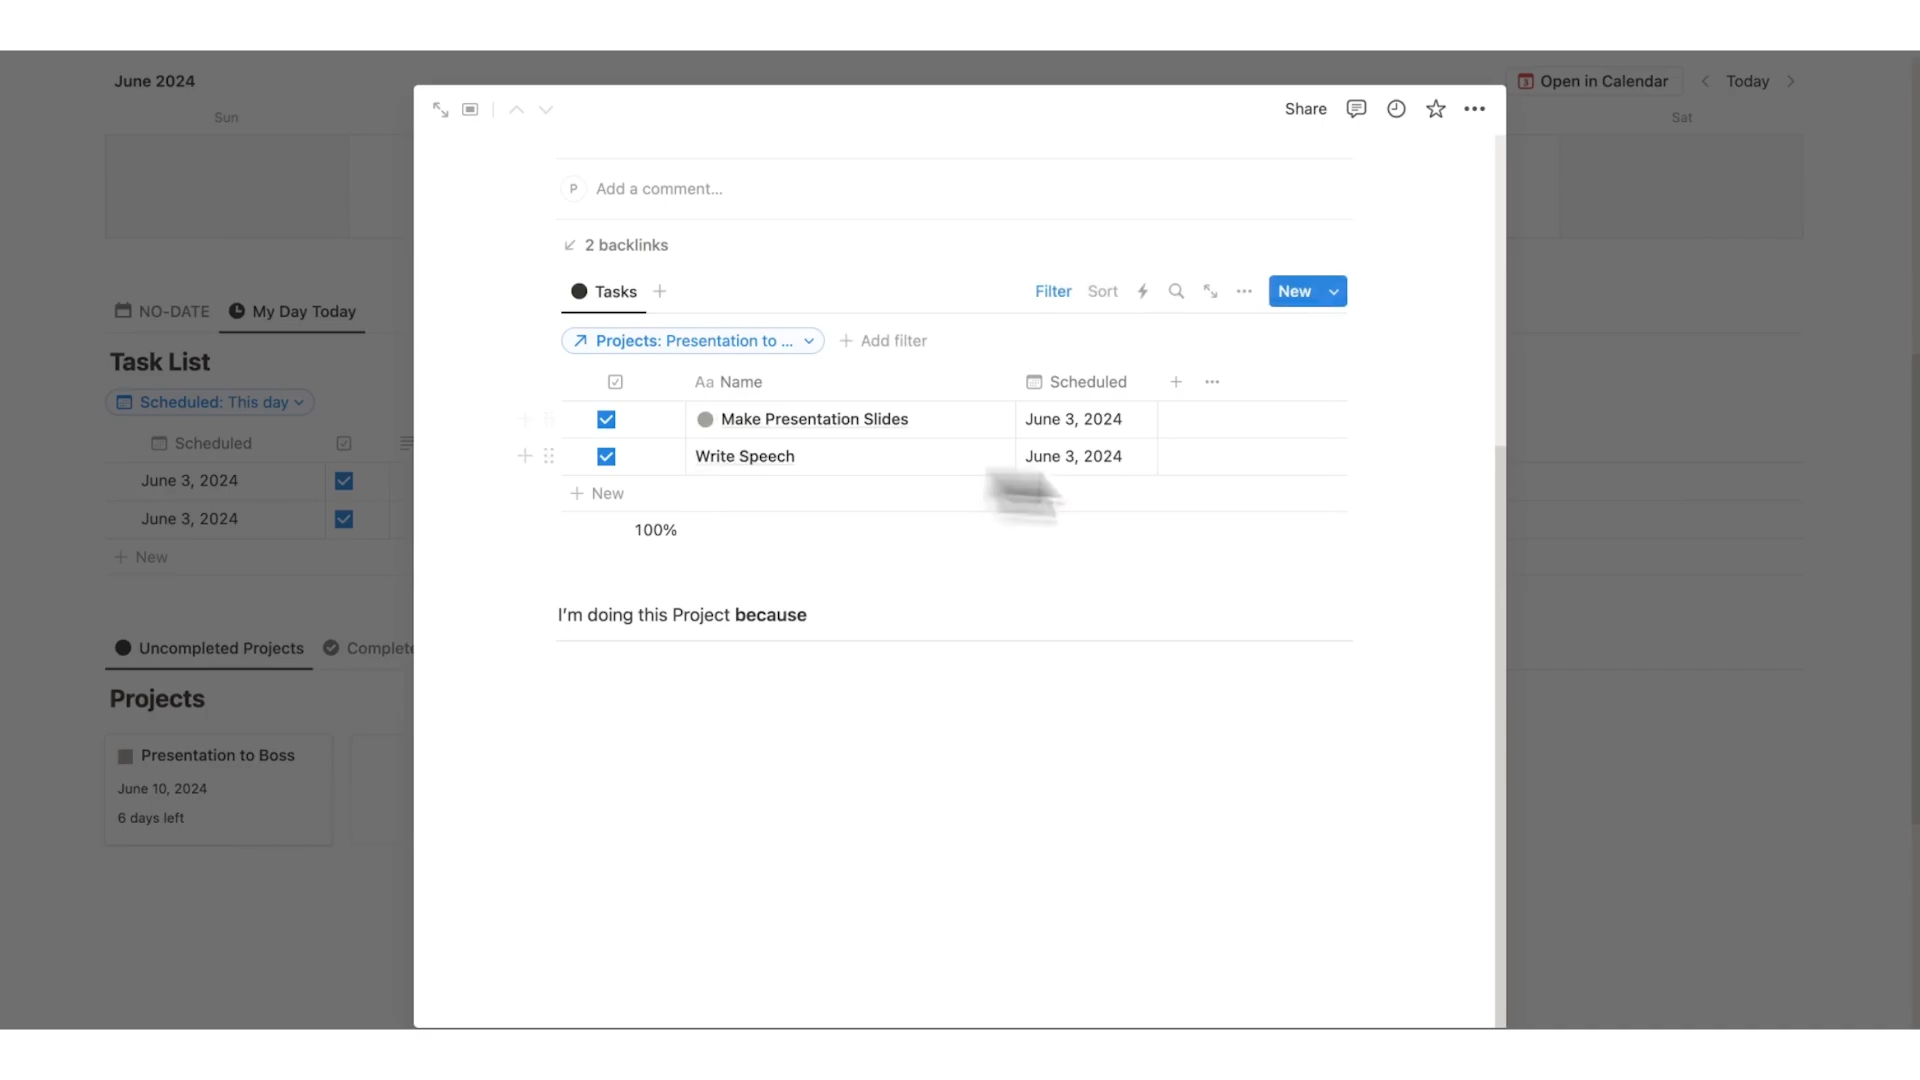 June 2024
Open in Calendar
Today
Sun
Sat
Share
P
Add a comment...
2 backlinks
Tasks
Filter
Sort
New
Projects: Presentation to ...
Add filter
Aa Name
Scheduled
Make Presentation Slides
June 3, 2024
Write Speech
June 3, 2024
New
100%
I'm doing this Project because
NO-DATE
My Day Today
Task List
Scheduled: This day
Scheduled
June 3, 2024
June 3, 2024
New
Uncompleted Projects
Complete
Projects
Presentation to Boss
June 10, 2024
6 days left